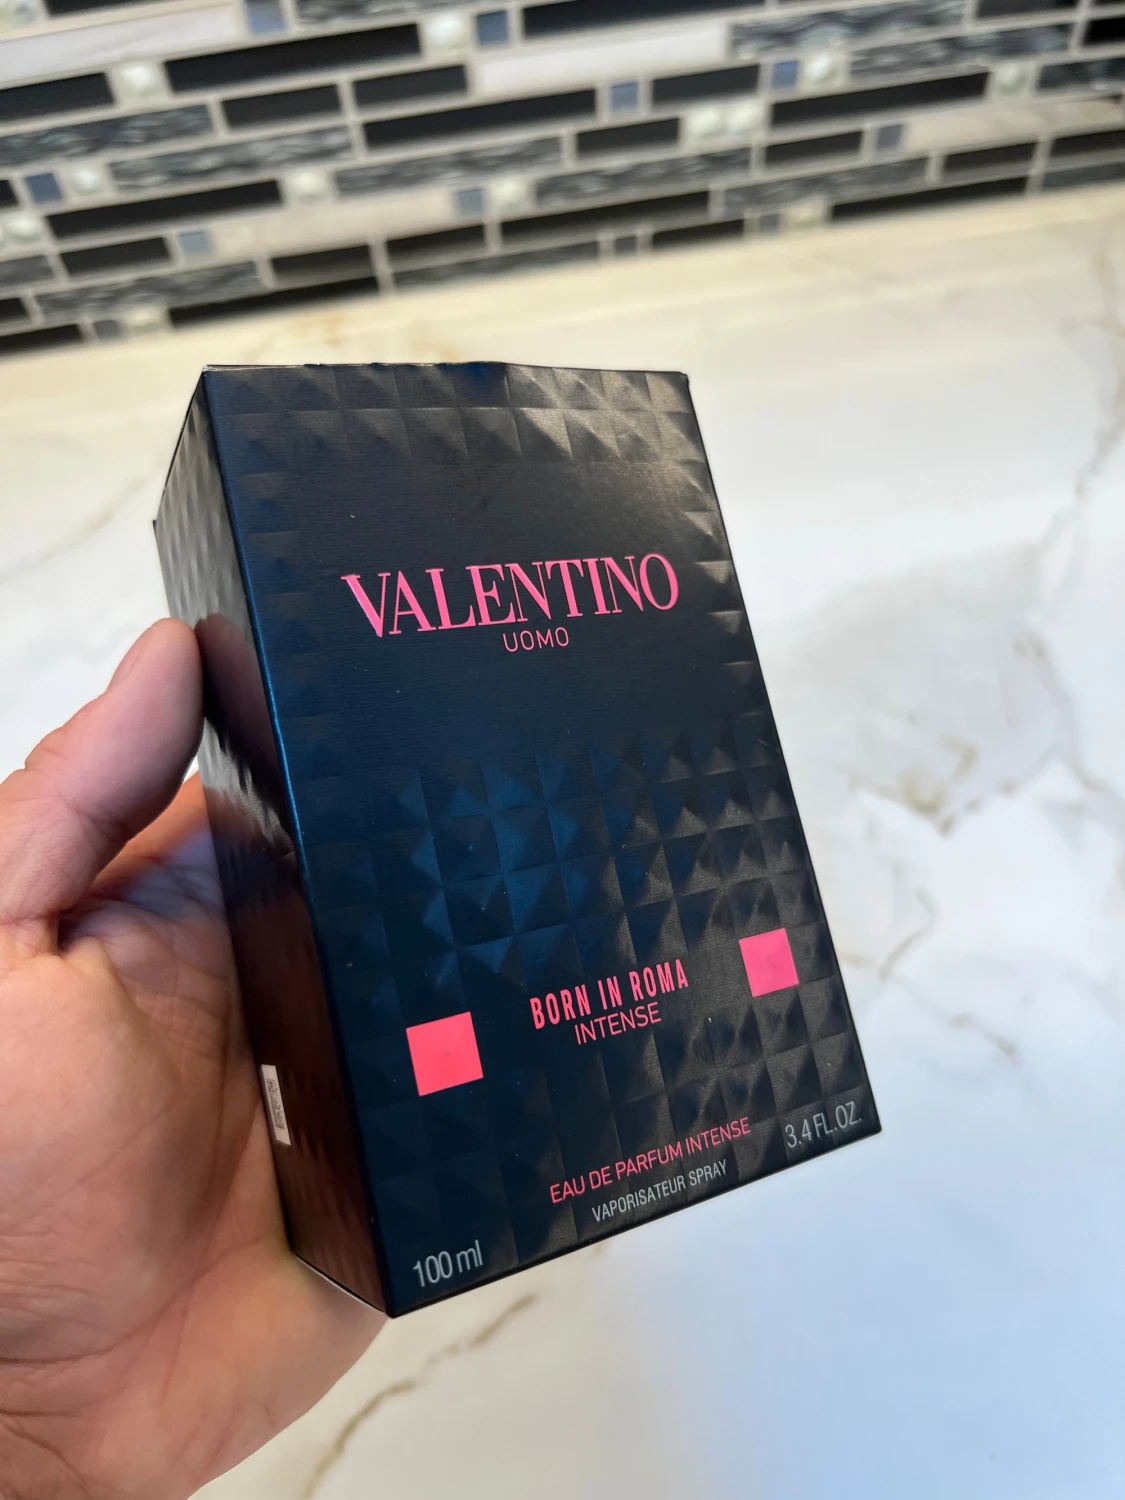 VALENTINO
UOMO
BORN IN ROMA
INTENSE
EAU DE PARFUM INTENSE
VAPORISATEUR SPRAY
100 ml
3.4 FL.OZ.